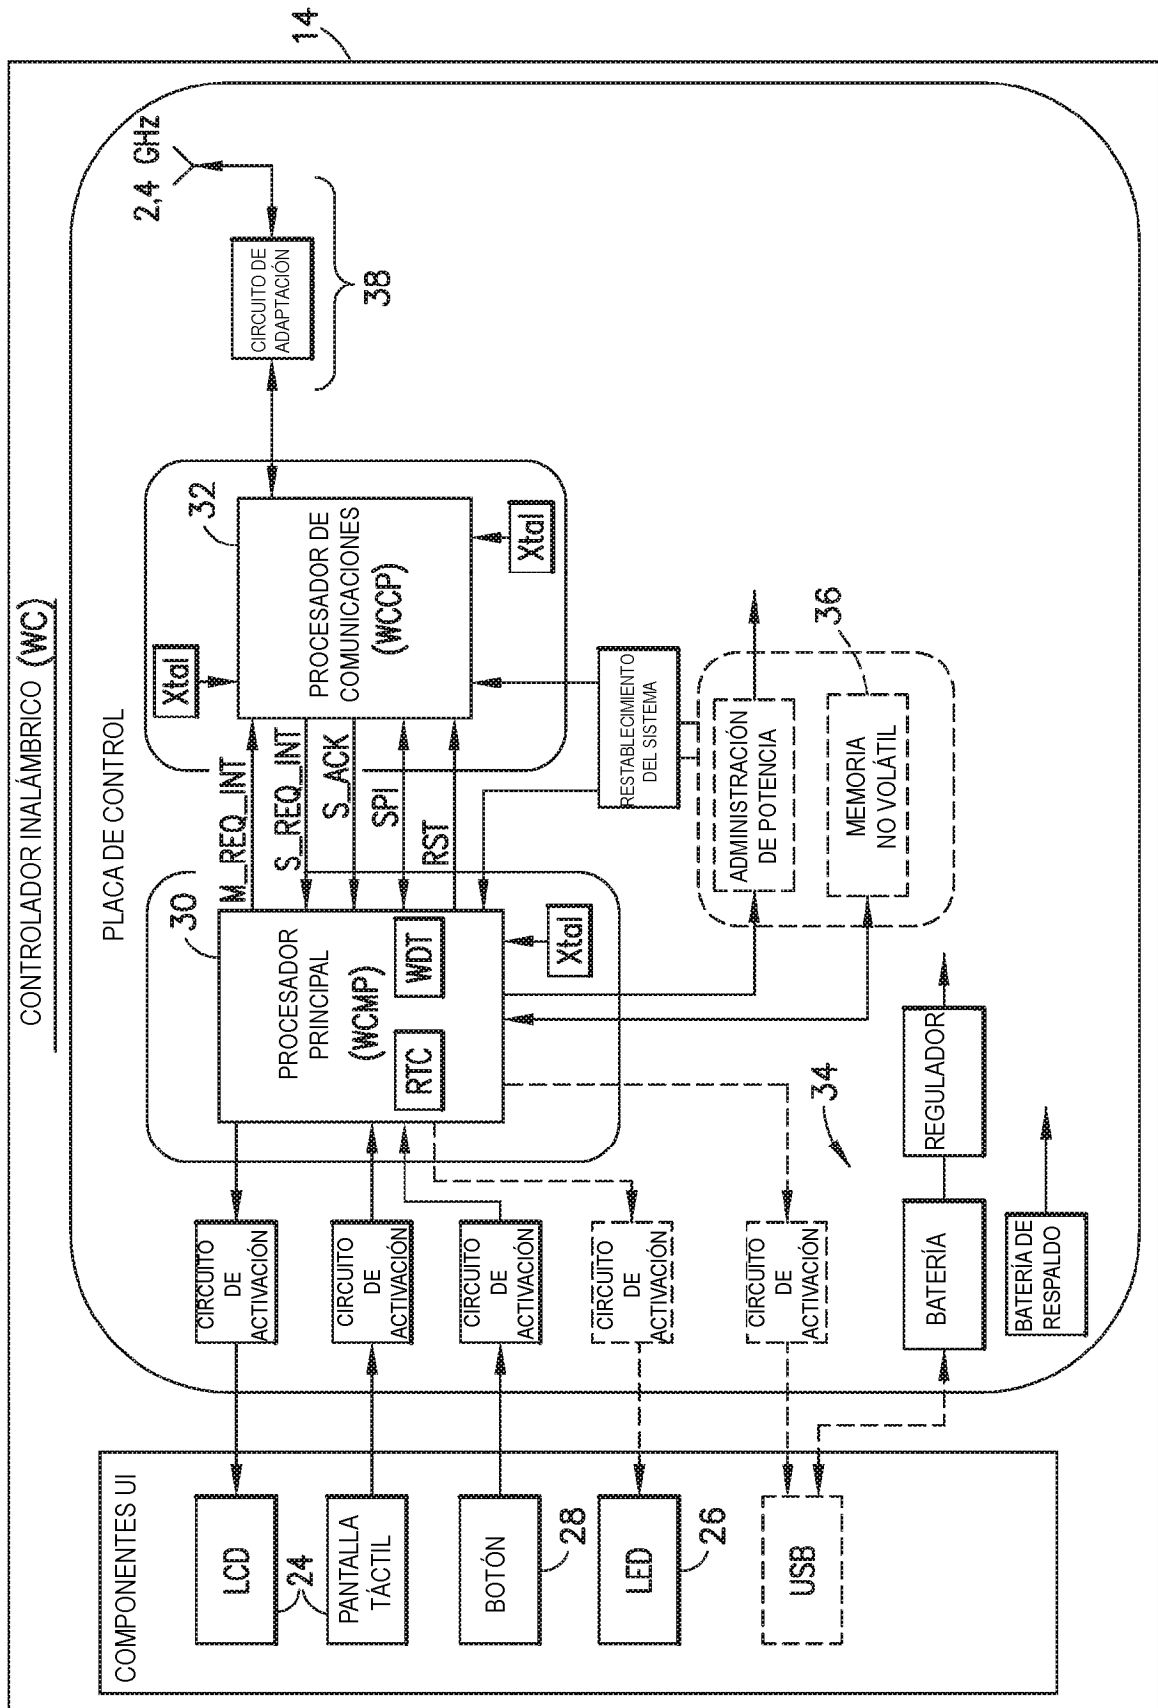 CONTROLADOR INALÁMBRICO (WC)
14
PLACA DE CONTROL
COMPONENTES UI
LCD
24
PANTALLA
TÁCTIL
BOTÓN
28
LED
26
USB
CIRCUITO
DE
ACTIVACIÓN
CIRCUITO
DE
ACTIVACIÓN
CIRCUITO
DE
ACTIVACIÓN
CIRCUITO
DE
ACTIVACIÓN
CIRCUITO
DE
ACTIVACIÓN
BATERÍA
REGULADOR
34
BATERÍA DE
RESPALDO
30
PROCESADOR
PRINCIPAL
(WCMP)
RTC
WDT
Xtal
M_REQ_INT
S_REQ_INT
S_ACK
SPI
RST
32
Xtal
PROCESADOR DE
COMUNICACIONES
(WCCP)
Xtal
RESTABLECIMIENTO
DEL SISTEMA
ADMINISTRACIÓN
DE POTENCIA
MEMORIA
NO VOLÁTIL
36
CIRCUITO DE
ADAPTACIÓN
38
2,4 GHz